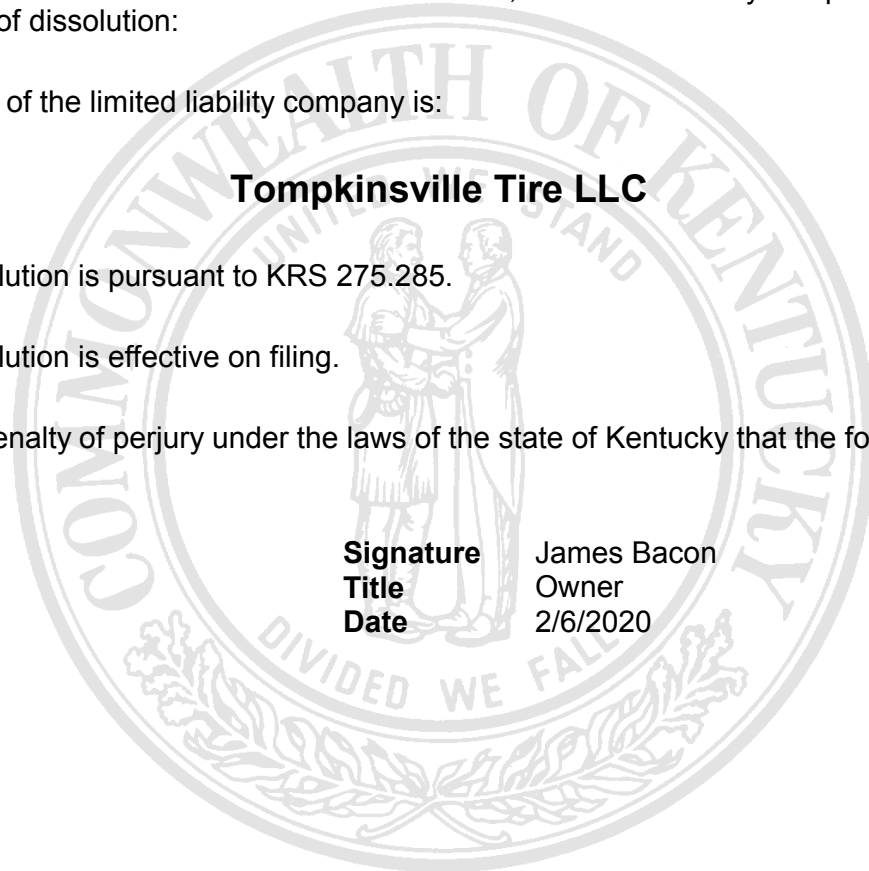 of dissolution:
of the limited liability company is:
Tompkinsville Tire LLC
lution is pursuant to KRS 275.285.
lution is effective on filing.
enalty of perjury under the laws of the state of Kentucky that the fo
Signature James Bacon
Title Owner
Date 2/6/2020
COMMONWEALTH OF KENTUCKY
UNITED WE STAND
DIVIDED WE FALL